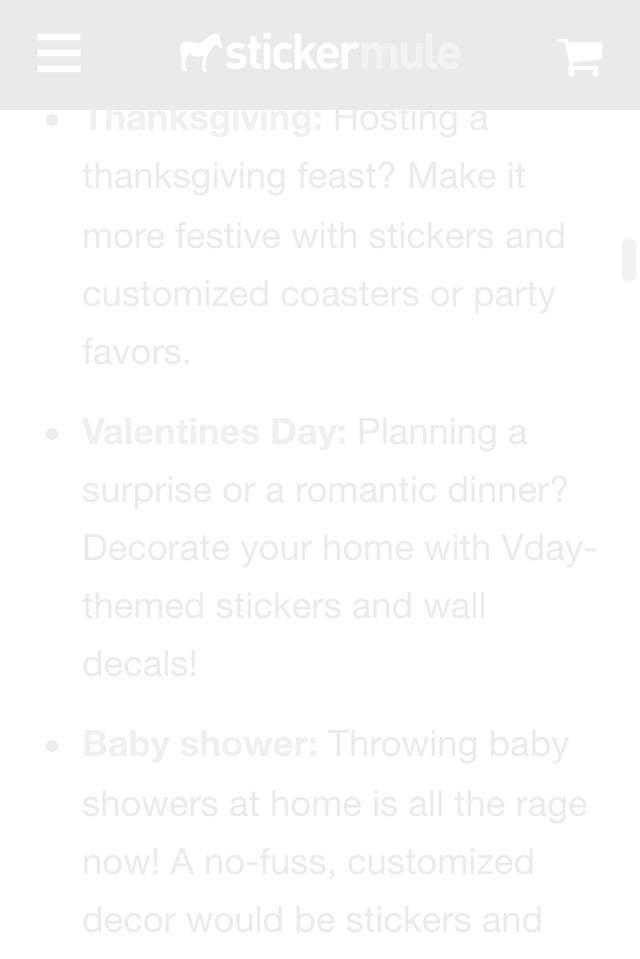 stickermule
Thanksgiving: Hosting a
thanksgiving feast? Make it
more festive with stickers and
customized coasters or party
favors.
Valentines Day: Planning a
surprise or a romantic dinner?
Decorate your home with Vday-
themed stickers and wall
decals!
Baby shower: Throwing baby
showers at home is all the rage
now! A no-fuss, customized
decor would be stickers and